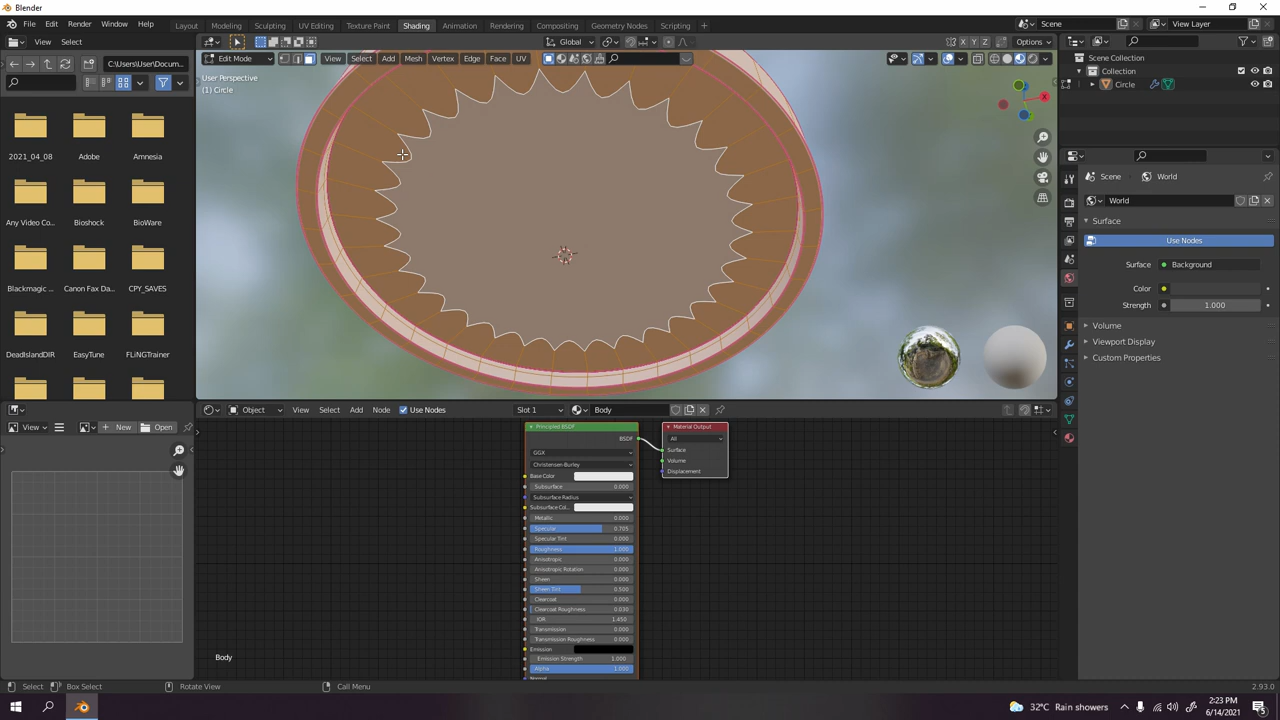 Blender
File Edit Render Window Help Layout Modeling Sculpting UV Editing Texture Paint Shading Animation Rendering Compositing Geometry Nodes Scripting + Scene View Layer
View Select
Global
Options
Edit Mode View Select Add Mesh Vertex Edge Face UV
C:\Users\User\Docum...
User Perspective
(1) Circle
X
2021_04_08 Adobe Amnesia
Any Video Co... Bioshock BioWare
Blackmagic ... Canon Fax Da... CPY_SAVES
DeadIslandDIR EasyTune FLiNGTrainer
View New Open
Scene Collection
Collection
Circle
Scene World
World
Surface
Use Nodes
Surface Background
Color
Strength 1.000
Volume
Viewport Display
Custom Properties
Object View Select Add Node Use Nodes Slot 1 Body
Principled BSDF
BSDF
GGX
Christensen-Burley
Base Color
Subsurface 0.000
Subsurface Radius
Subsurface Col...
Metallic 0.000
Specular 0.705
Specular Tint 0.000
Roughness 1.000
Anisotropic 0.000
Anisotropic Rotation 0.000
Sheen 0.000
Sheen Tint 0.500
Clearcoat 0.000
Clearcoat Roughness 0.030
IOR 1.450
Transmission 0.000
Transmission Roughness 0.000
Emission
Emission Strength 1.000
Alpha 1.000
Normal
Material Output
All
Surface
Volume
Displacement
Body
Select Box Select Rotate View Call Menu 2.93.0
32°C Rain showers 2:23 PM
6/14/2021